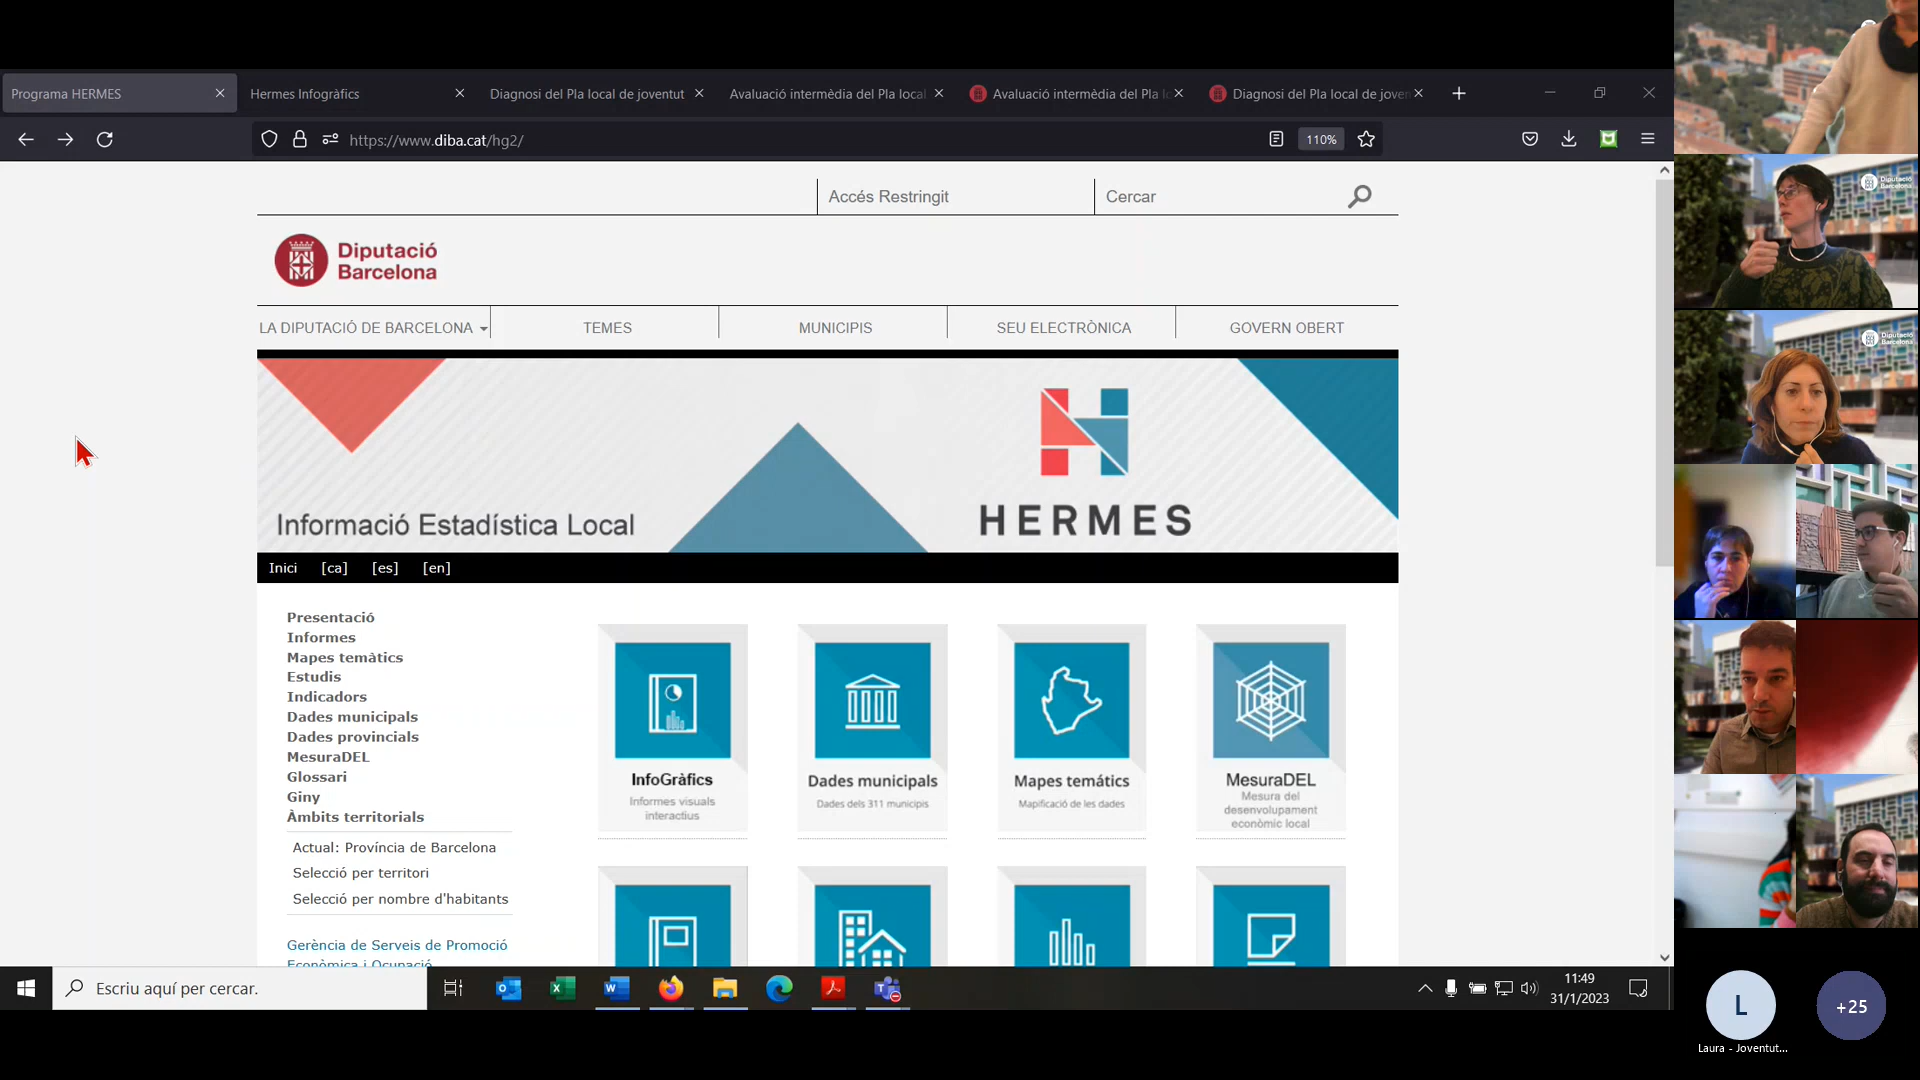 Programa HERMES
Hermes Infogràfics
Diagnosi del Pla local de joventut
Avaluació intermèdia del Pla local
Avaluació intermèdia del Pla lo
Diagnosi del Pla local de joven
https://www.diba.cat/hg2/
110%
Accés Restringit
Cercar
Diputació
Barcelona
LA DIPUTACIÓ DE BARCELONA
TEMES
MUNICIPIS
SEU ELECTRÒNICA
GOVERN OBERT
Informació Estadística Local
HERMES
Inici [ca] [es] [en]
Presentació
Informes
Mapes temàtics
Estudis
Indicadors
Dades municipals
Dades provincials
MesuraDEL
Glossari
Giny
Àmbits territorials
Actual: Província de Barcelona
Selecció per territori
Selecció per nombre d'habitants
Gerència de Serveis de Promoció
Econòmica i Ocupació
InfoGràfics
Informes visuals
interactius
Dades municipals
Dades dels 311 municipis
Mapes temátics
Mapificació de les dades
MesuraDEL
Mesura del
desenvolupament
econòmic local
Escriu aquí per cercar.
11:49
31/1/2023
Diputació
Barcelona
Diputació
Barcelona
L
Laura - Joventut...
+25